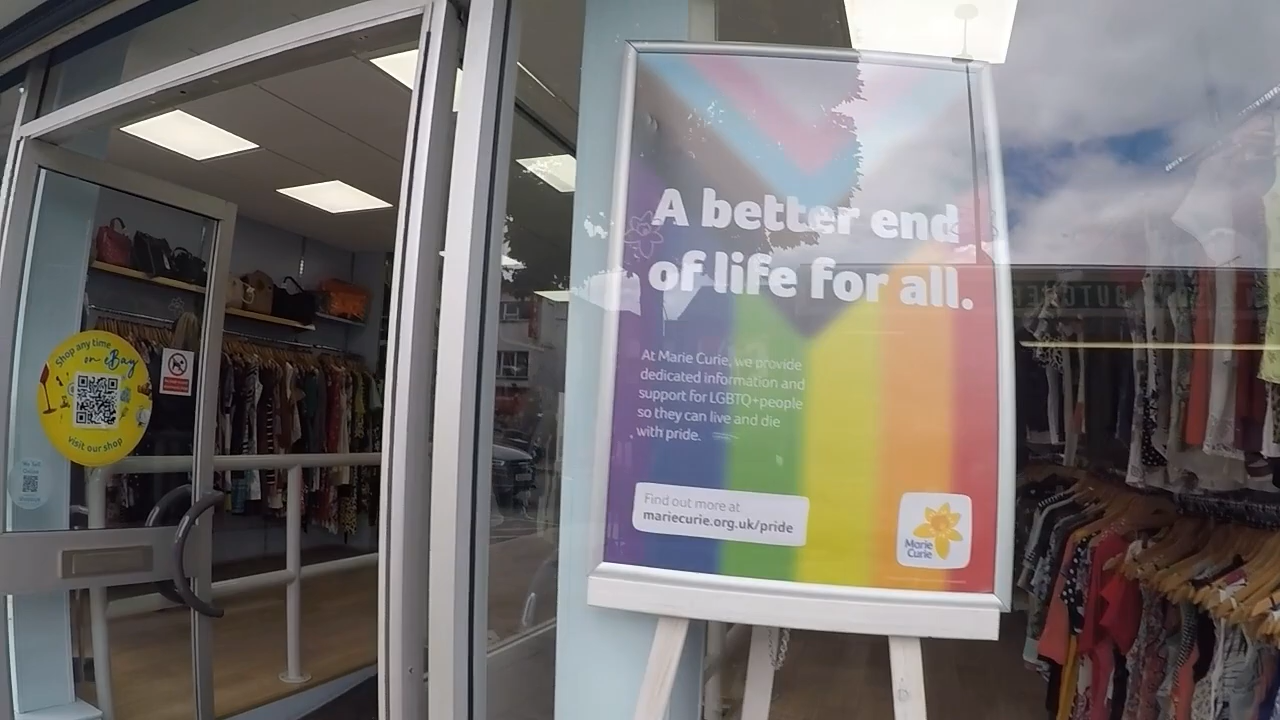 Shop any time
on eBay
visit our shop
A better end
of life for all.
At Marie Curie, we provide
dedicated information and
support for LGBTQ+people
so they can live and die
with pride.
Find out more at
mariecurie.org.uk/pride
Marie
Curie